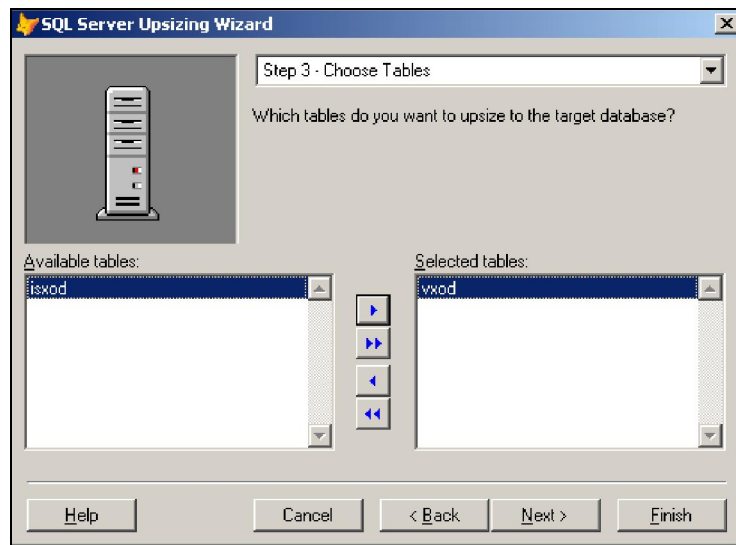 SQL Server Upsizing Wizard
Step 3 - Choose Tables
Which tables do you want to upsize to the target database?
Available tables:
Selected tables:
isxod
vxod
Help
Cancel
< Back
Next >
Finish